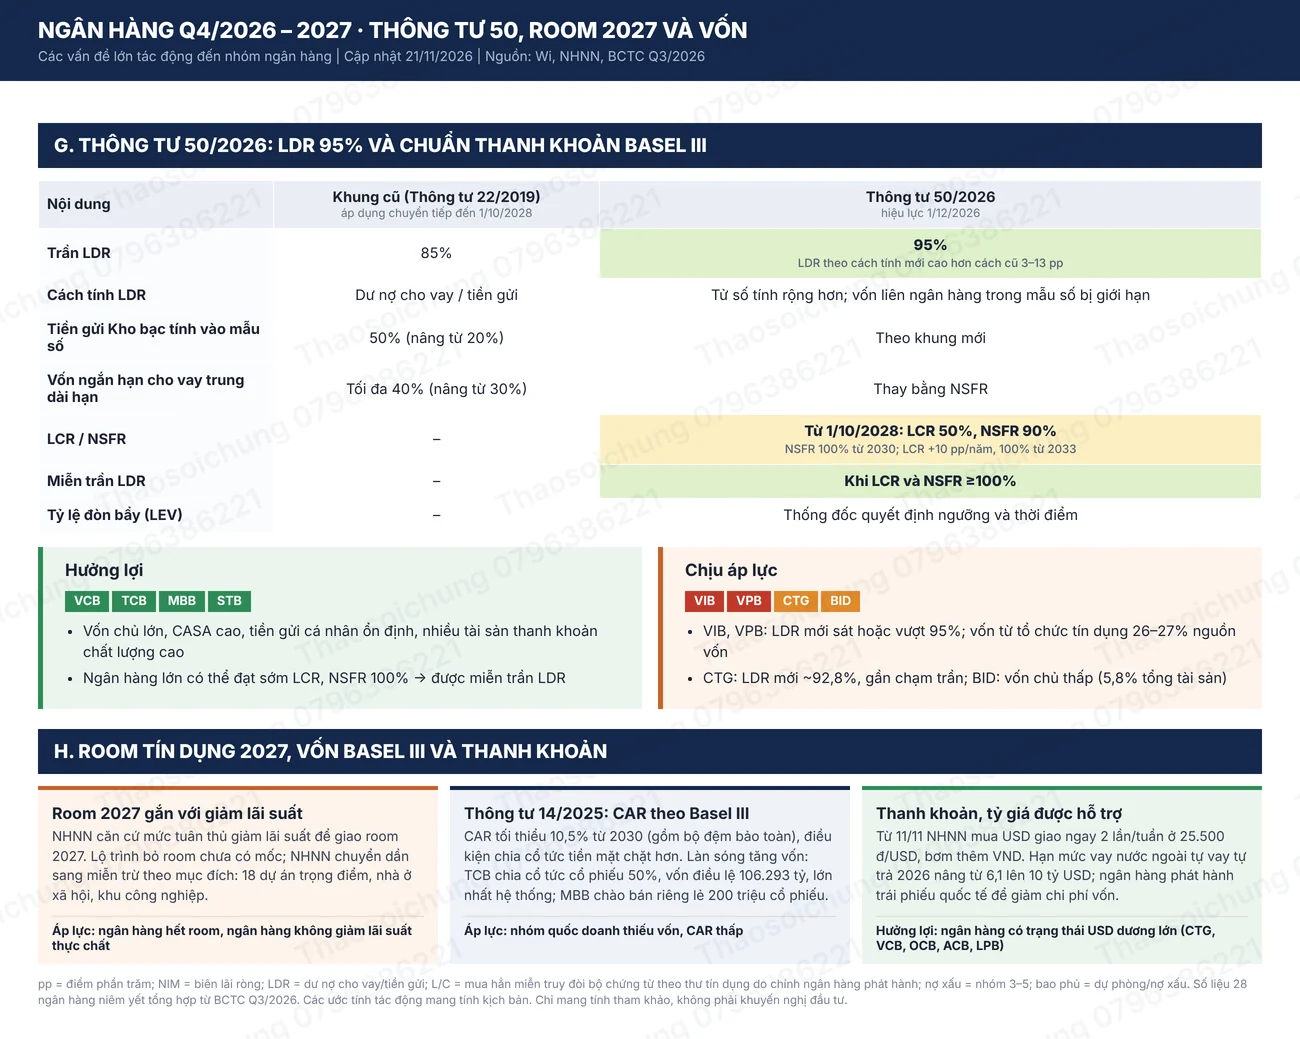 NGÂN HÀNG Q4/2026 – 2027 · THÔNG TƯ 50, ROOM 2027 VÀ VỐN
Các vấn đề lớn tác động đến nhóm ngân hàng | Cập nhật 21/11/2026 | Nguồn: Wi, NHNN, BCTC Q3/2026
G. THÔNG TƯ 50/2026: LDR 95% VÀ CHUẨN THANH KHOẢN BASEL III
Nội dung
Khung cũ (Thông tư 22/2019)
áp dụng chuyển tiếp đến 1/10/2028
Thông tư 50/2026
hiệu lực 1/12/2026
Trần LDR
85%
95%
LDR theo cách tính mới cao hơn cách cũ 3–13 pp
Cách tính LDR
Dư nợ cho vay / tiền gửi
Tử số tính rộng hơn; vốn liên ngân hàng trong mẫu số bị giới hạn
Tiền gửi Kho bạc tính vào mẫu
số
50% (nâng từ 20%)
Theo khung mới
Vốn ngắn hạn cho vay trung
dài hạn
Tối đa 40% (nâng từ 30%)
Thay bằng NSFR
LCR / NSFR
–
Từ 1/10/2028: LCR 50%, NSFR 90%
NSFR 100% từ 2030; LCR +10 pp/năm, 100% từ 2033
Miễn trần LDR
–
Khi LCR và NSFR ≥100%
Tỷ lệ đòn bẩy (LEV)
–
Thống đốc quyết định ngưỡng và thời điểm
Hưởng lợi
VCB TCB MBB STB
• Vốn chủ lớn, CASA cao, tiền gửi cá nhân ổn định, nhiều tài sản thanh khoản
chất lượng cao
• Ngân hàng lớn có thể đạt sớm LCR, NSFR 100% → được miễn trần LDR
Chịu áp lực
VIB VPB CTG BID
• VIB, VPB: LDR mới sát hoặc vượt 95%; vốn từ tổ chức tín dụng 26–27% nguồn
vốn
• CTG: LDR mới ~92,8%, gần chạm trần; BID: vốn chủ thấp (5,8% tổng tài sản)
H. ROOM TÍN DỤNG 2027, VỐN BASEL III VÀ THANH KHOẢN
Room 2027 gắn với giảm lãi suất
NHNN căn cứ mức tuân thủ giảm lãi suất để giao room
2027. Lộ trình bỏ room chưa có mốc; NHNN chuyển dần
sang miễn trừ theo mục đích: 18 dự án trọng điểm, nhà ở
xã hội, khu công nghiệp.
Áp lực: ngân hàng hết room, ngân hàng không giảm lãi suất
thực chất
Thông tư 14/2025: CAR theo Basel III
CAR tối thiểu 10,5% từ 2030 (gồm bộ đệm bảo toàn), điều
kiện chia cổ tức tiền mặt chặt hơn. Làn sóng tăng vốn:
TCB chia cổ tức cổ phiếu 50%, vốn điều lệ 106.293 tỷ, lớn
nhất hệ thống; MBB chào bán riêng lẻ 200 triệu cổ phiếu.
Áp lực: nhóm quốc doanh thiếu vốn, CAR thấp
Thanh khoản, tỷ giá được hỗ trợ
Từ 11/11 NHNN mua USD giao ngay 2 lần/tuần ở 25.500
đ/USD, bơm thêm VND. Hạn mức vay nước ngoài tự vay tự
trả 2026 nâng từ 6,1 lên 10 tỷ USD; ngân hàng phát hành
trái phiếu quốc tế để giảm chi phí vốn.
Hưởng lợi: ngân hàng có trạng thái USD dương lớn (CTG,
VCB, OCB, ACB, LPB)
pp = điểm phần trăm; NIM = biên lãi ròng; LDR = dư nợ cho vay/tiền gửi; L/C = mua hẳn miễn truy đòi bộ chứng từ theo thư tín dụng do chính ngân hàng phát hành; nợ xấu = nhóm 3–5; bao phủ = dự phòng/nợ xấu. Số liệu 28
ngân hàng niêm yết tổng hợp từ BCTC Q3/2026. Các ước tính tác động mang tính kịch bản. Chỉ mang tính tham khảo, không phải khuyến nghị đầu tư.
Thaosoichung 0796386221